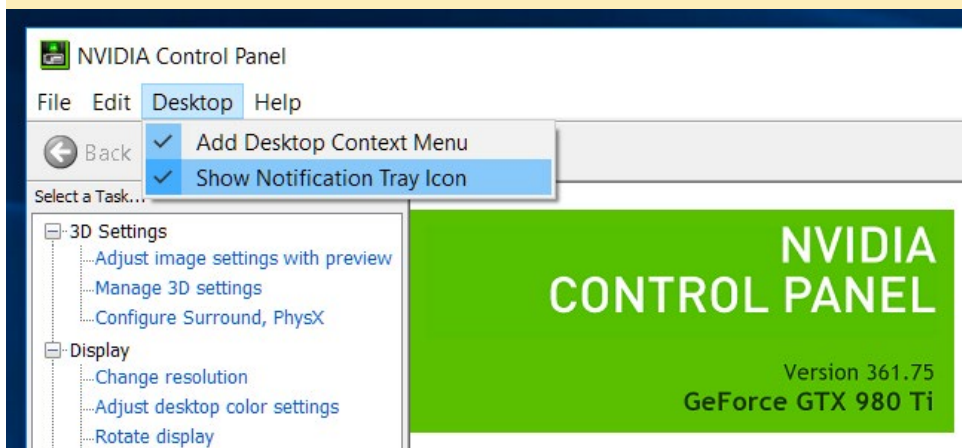 NVIDIA Control Panel
File Edit Desktop Help
Back
Add Desktop Context Menu
Show Notification Tray Icon
Select a Task...
3D Settings
Adjust image settings with preview
Manage 3D settings
Configure Surround, PhysX
Display
Change resolution
Adjust desktop color settings
Rotate display
NVIDIA
CONTROL PANEL
Version 361.75
GeForce GTX 980 Ti